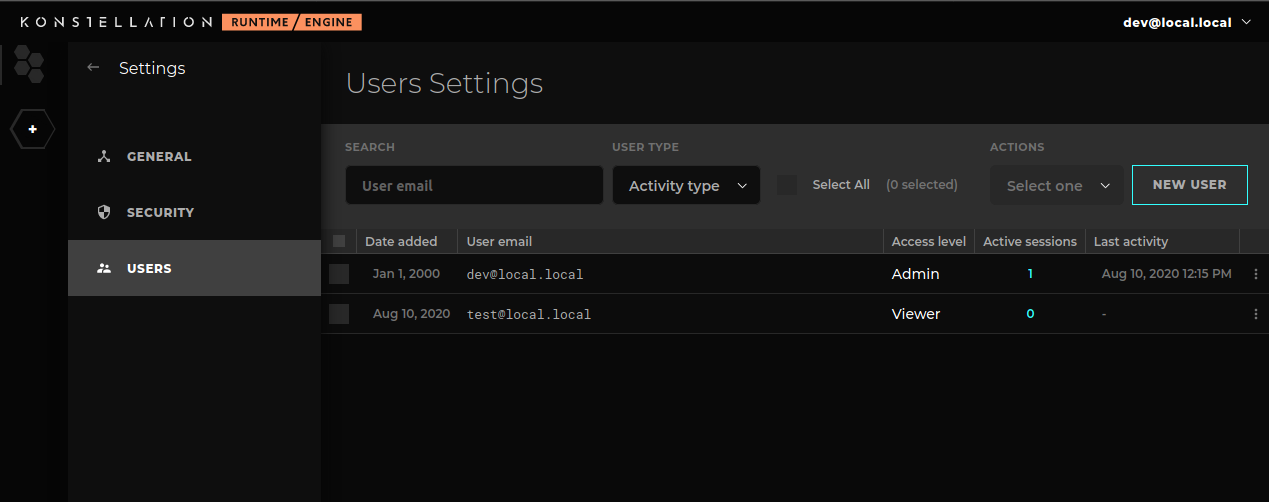 KONSTELLATION RUNTIME/ENGINE
dev@local.local
Settings
Users Settings
GENERAL
SECURITY
USERS
SEARCH
USER TYPE
ACTIONS
User email
Activity type
Select All
(0 selected)
Select one
NEW USER
Date added
User email
Access level
Active sessions
Last activity
Jan 1, 2000
dev@local.local
Admin
1
Aug 10, 2020 12:15 PM
Aug 10, 2020
test@local.local
Viewer
0
-